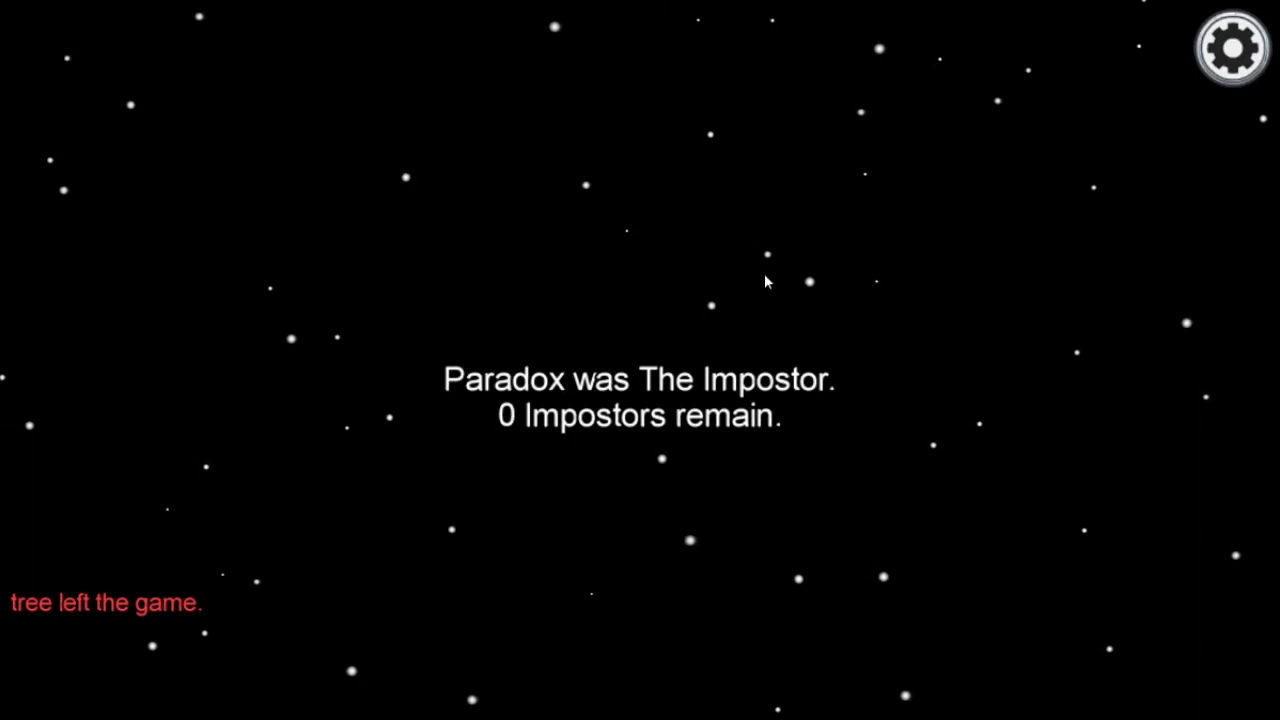 Paradox was The Impostor.
0 Impostors remain.
tree left the game.